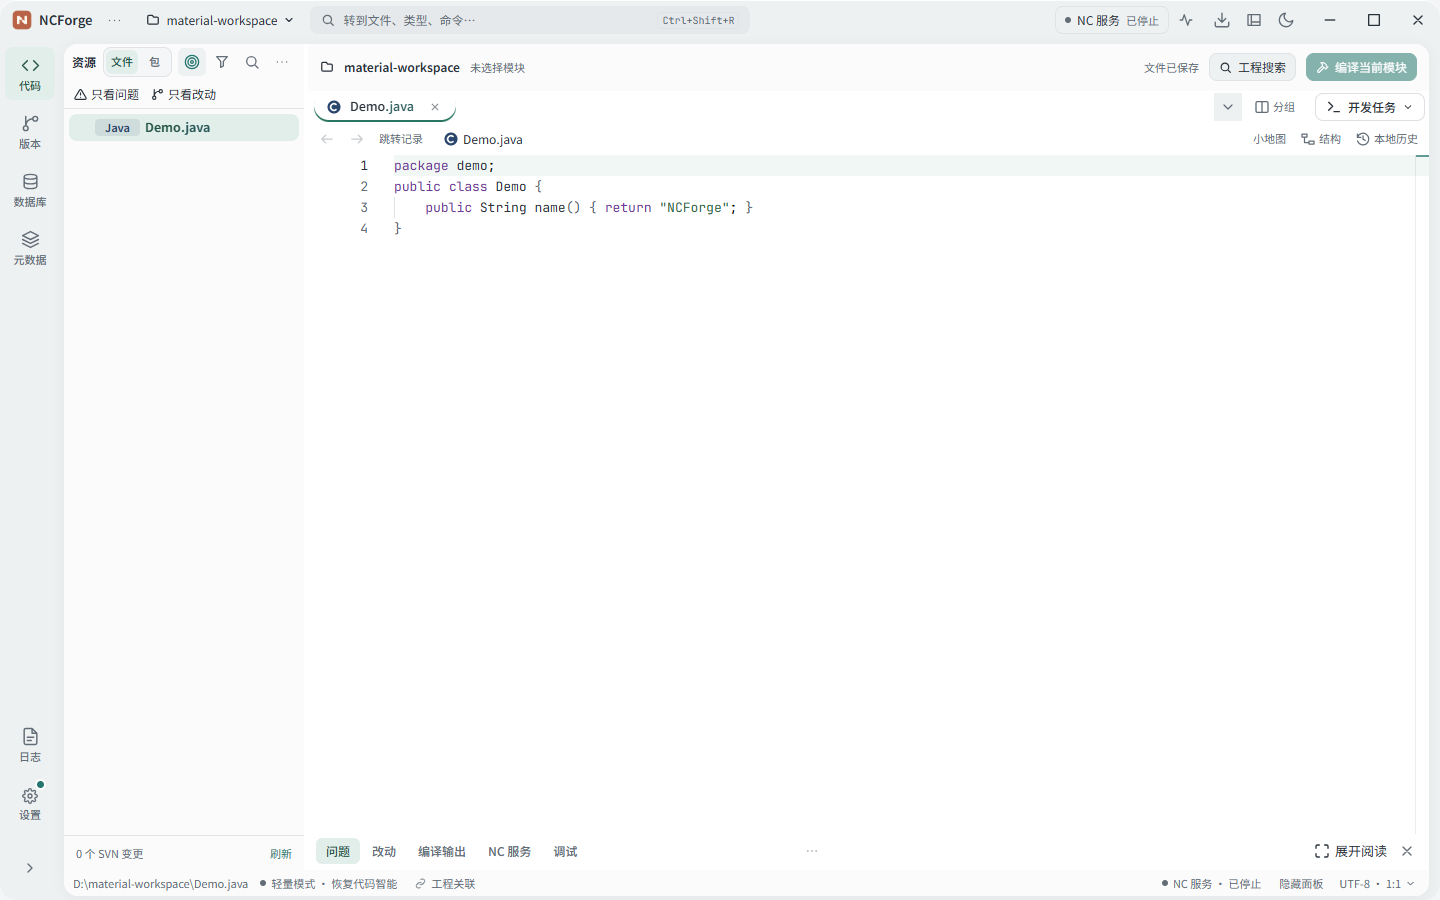 NCForge ··· material-workspace 转到文件、类型、命令··· Ctrl+Shift+R NC 服务 已停止
代码
版本
数据库
元数据
日志
设置
资源 文件 包 ···
只看问题 只看改动
Java Demo.java
0 个 SVN 变更 刷新
material-workspace 未选择模块 文件已保存 工程搜索 编译当前模块
Demo.java 分组 开发任务
跳转记录 Demo.java 小地图 结构 本地历史
1 package demo;
2 public class Demo {
3 public String name() { return "NCForge"; }
4 }
问题 改动 编译输出 NC 服务 调试 ··· 展开阅读
D:\material-workspace\Demo.java 轻量模式 · 恢复代码智能 工程关联 NC 服务 · 已停止 隐藏面板 UTF-8 · 1:1